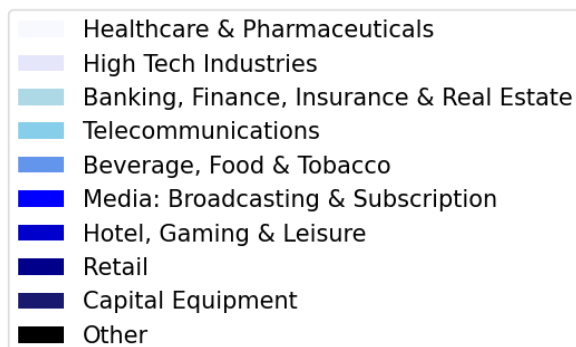 Healthcare & Pharmaceuticals
High Tech Industries
Banking, Finance, Insurance & Real Estate
Telecommunications
Beverage, Food & Tobacco
Media: Broadcasting & Subscription
Hotel, Gaming & Leisure
Retail
Capital Equipment
Other